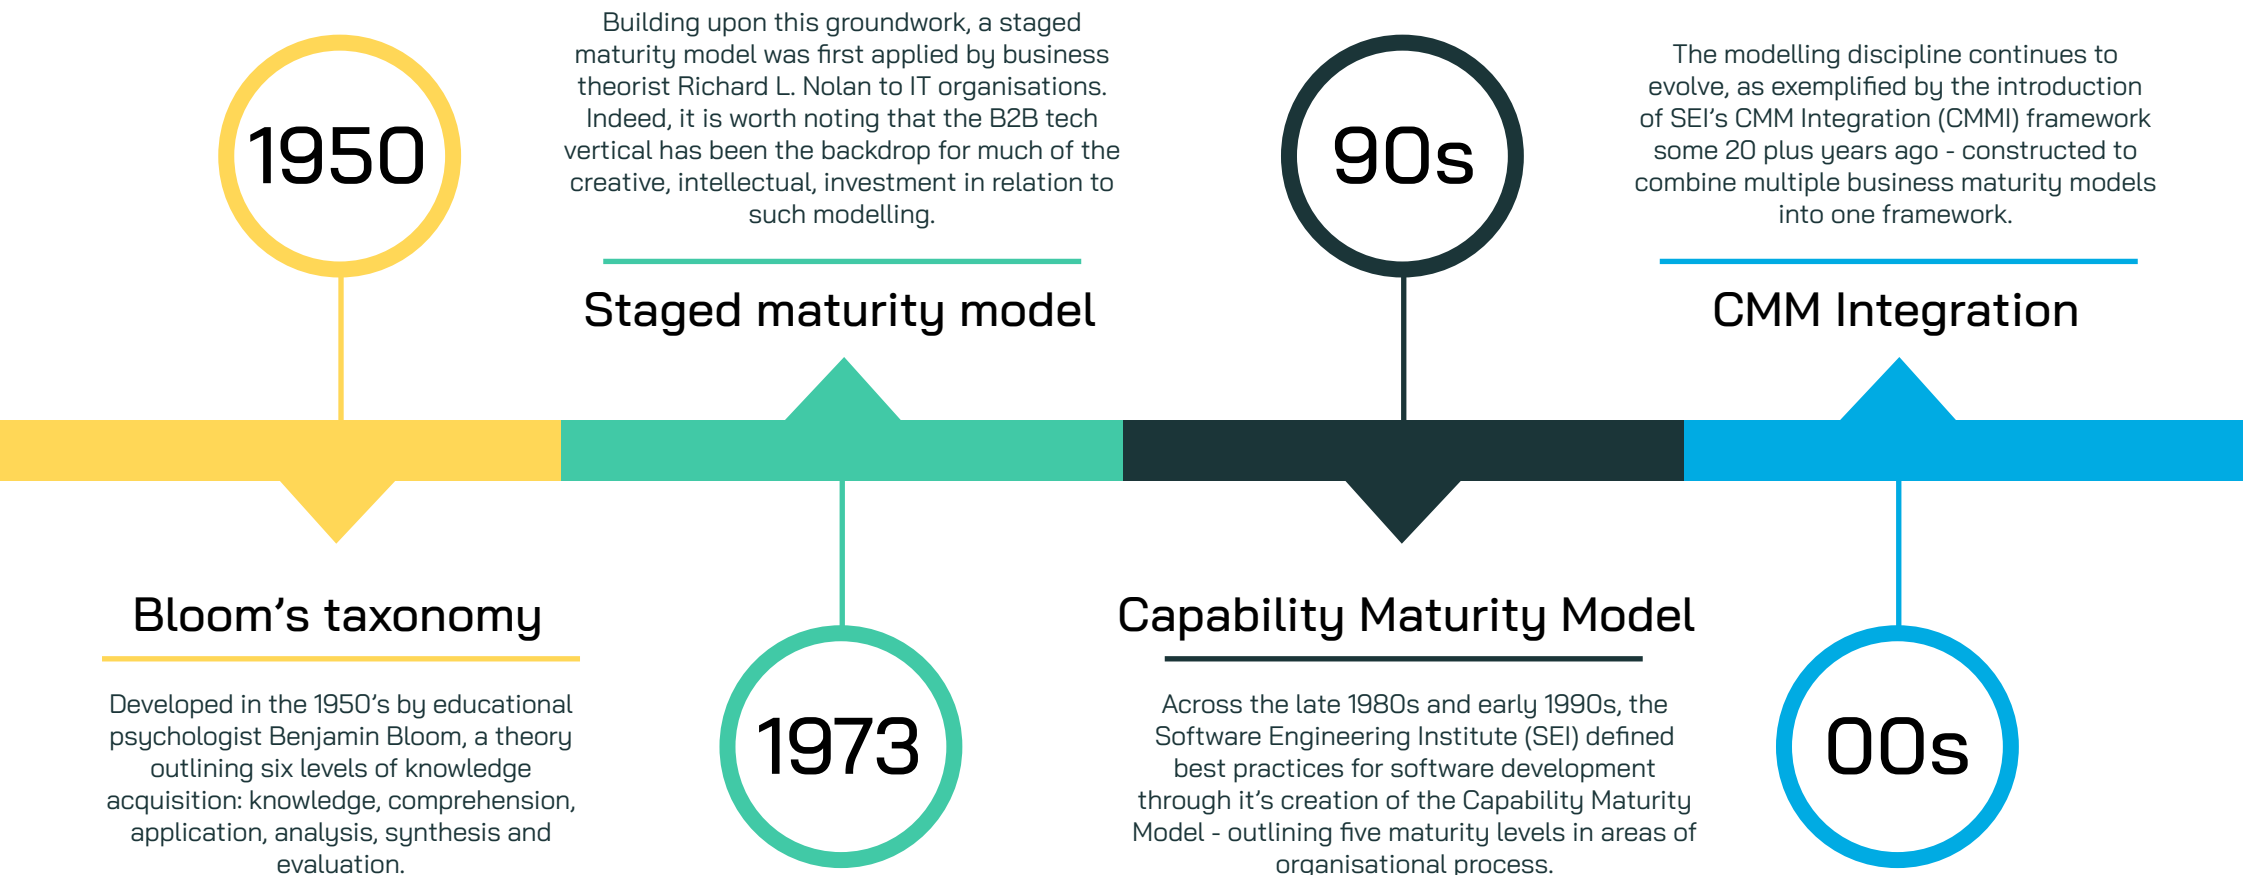 1950
Bloom’s taxonomy
Developed in the 1950’s by educational
psychologist Benjamin Bloom, a theory
outlining six levels of knowledge
acquisition: knowledge, comprehension,
application, analysis, synthesis and
evaluation.
Building upon this groundwork, a staged
maturity model was first applied by business
theorist Richard L. Nolan to IT organisations.
Indeed, it is worth noting that the B2B tech
vertical has been the backdrop for much of the
creative, intellectual, investment in relation to
such modelling.
Staged maturity model
1973
90s
Capability Maturity Model
Across the late 1980s and early 1990s, the
Software Engineering Institute (SEI) defined
best practices for software development
through it’s creation of the Capability Maturity
Model - outlining five maturity levels in areas of
organisational process.
The modelling discipline continues to
evolve, as exemplified by the introduction
of SEI’s CMM Integration (CMMI) framework
some 20 plus years ago - constructed to
combine multiple business maturity models
into one framework.
CMM Integration
00s